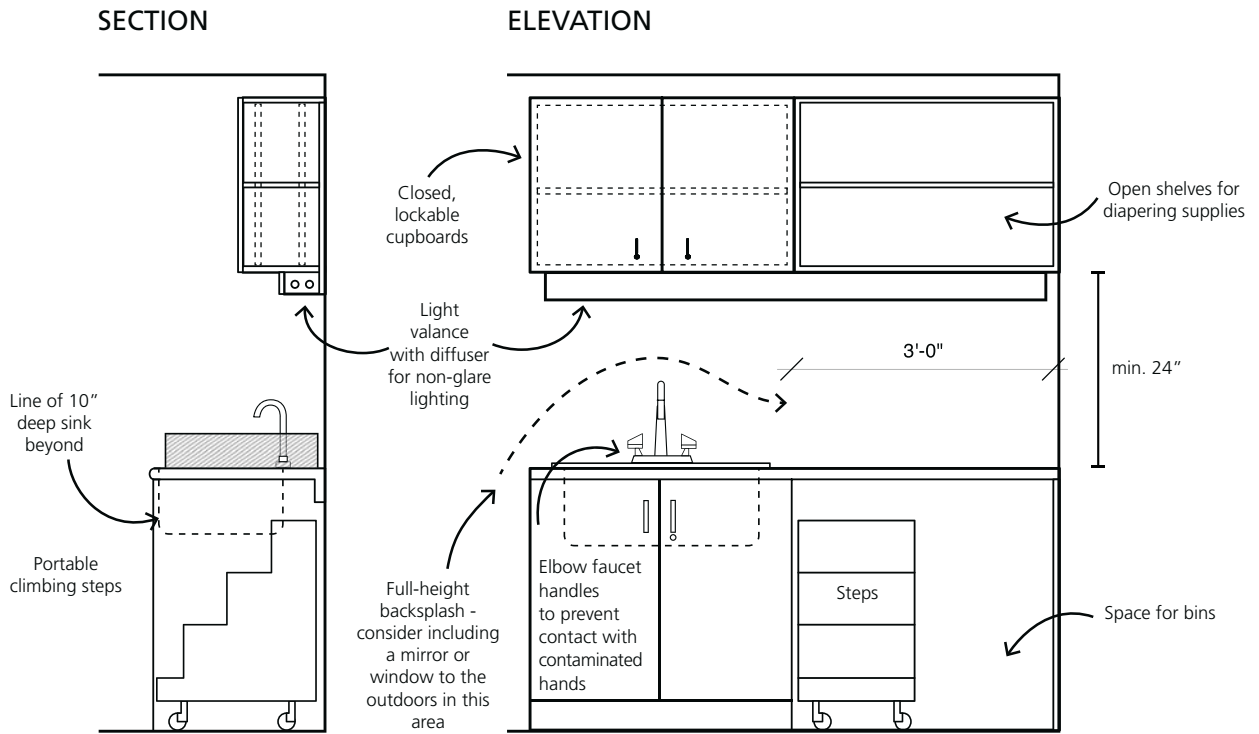 SECTION
ELEVATION
Closed,
lockable
cupboards
Open shelves for
diapering supplies
Light
valance
with diffuser
for non-glare
lighting
3'-0"
min. 24”
Line of 10”
deep sink
beyond
Portable
climbing steps
Full-height
backsplash -
consider including
a mirror or
window to the
outdoors in this
area
Elbow faucet
handles
to prevent
contact with
contaminated
hands
Steps
Space for bins